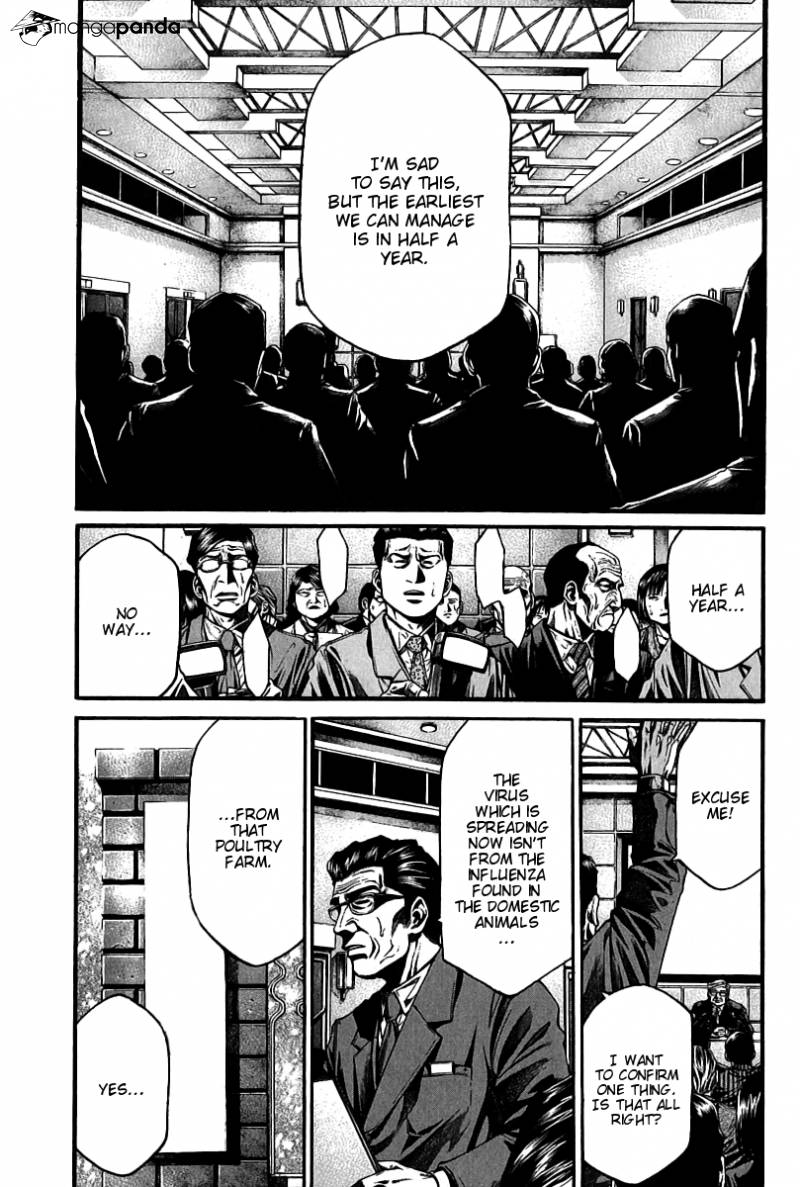 mangapanda
I'M SAD
TO SAY THIS,
BUT THE EARLIEST
WE CAN MANAGE
IS IN HALF A
YEAR.
HALF A
YEAR...
NO
WAY...
EXCUSE
ME!
I WANT
TO CONFIRM
ONE THING.
IS THAT ALL
RIGHT?
THE
VIRUS
WHICH IS
SPREADING
NOW ISN'T
FROM THE
INFLUENZA
FOUND IN
THE DOMESTIC
ANIMALS
...
...FROM
THAT
POULTRY
FARM.
YES...